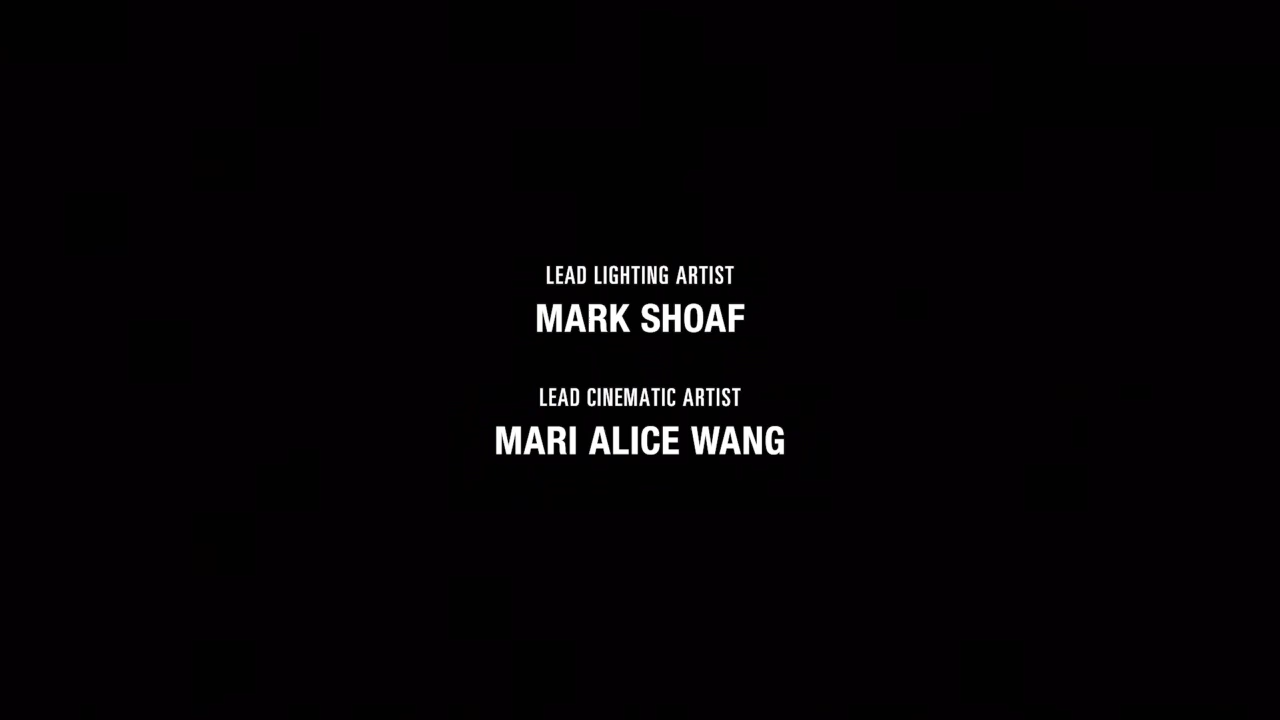 LEAD LIGHTING ARTIST
MARK SHOAF
LEAD CINEMATIC ARTIST
MARI ALICE WANG